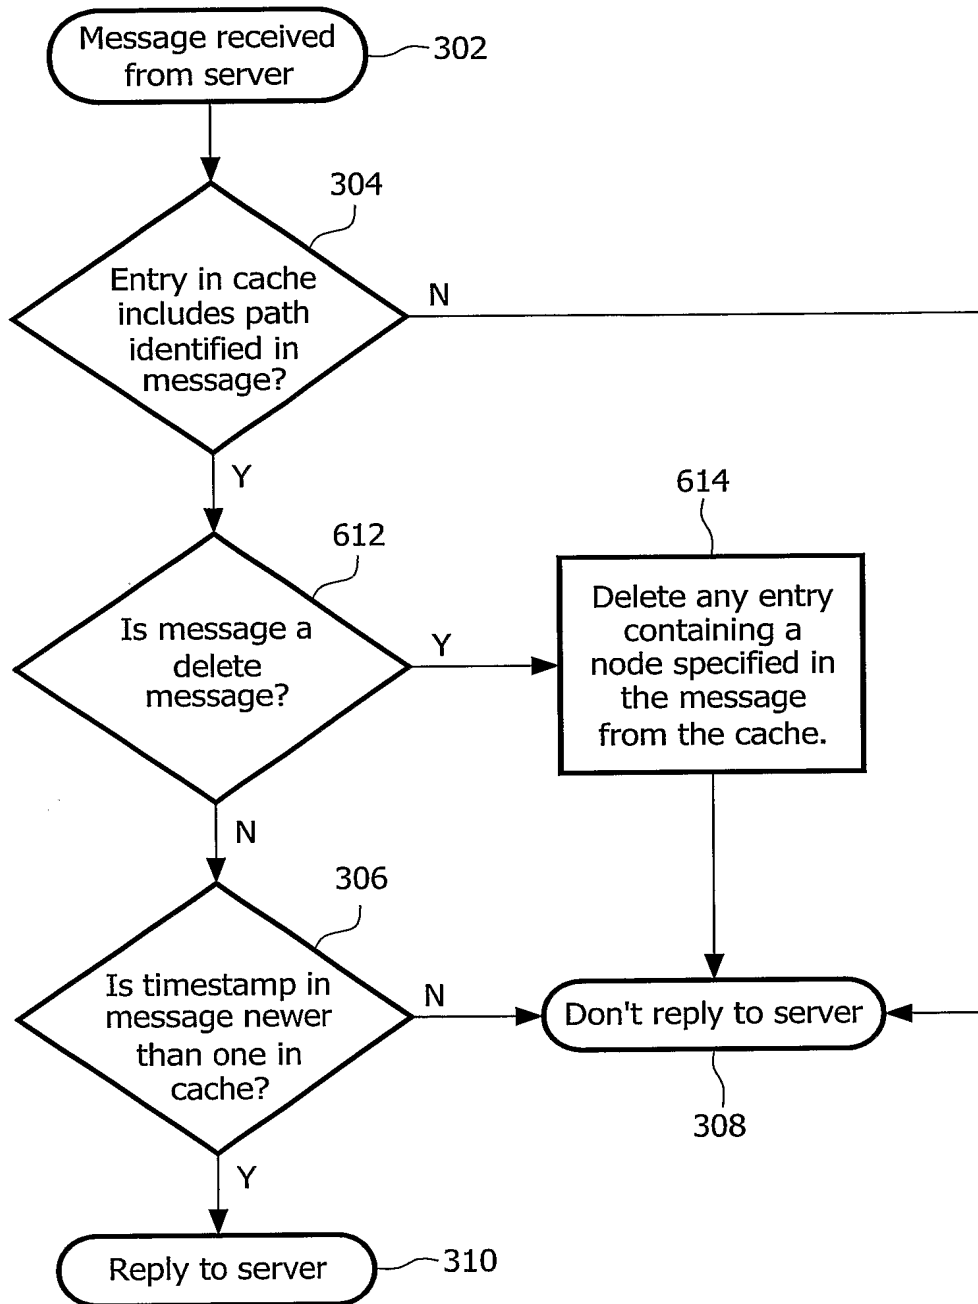 Message received
from server
302
304
Entry in cache
includes path
identified in
message?
N
Y
612
Is message a
delete
message?
Y
614
Delete any entry
containing a
node specified in
the message
from the cache.
N
306
Is timestamp in
message newer
than one in
cache?
N
Don't reply to server
308
Y
Reply to server
310